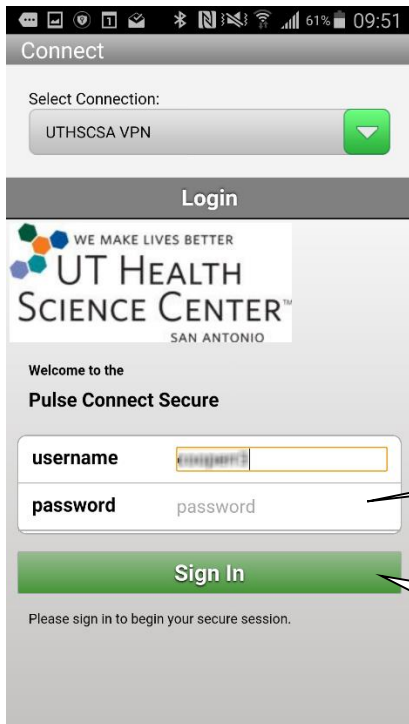 61% 09:51
Connect
Select Connection:
UTHSCSA VPN
Login
WE MAKE LIVES BETTER
UT HEALTH
SCIENCE CENTER™
SAN ANTONIO
Welcome to the
Pulse Connect Secure
username
password password
Sign In
Please sign in to begin your secure session.